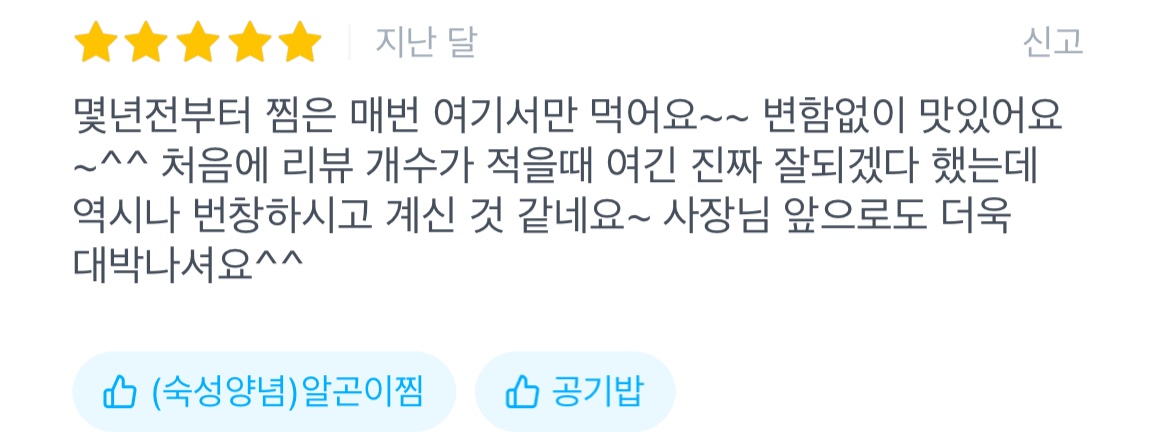 지난 달
신고
몇년전부터 찜은 매번 여기서만 먹어요~~ 변함없이 맛있어요
~^^ 처음에 리뷰 개수가 적을때 여긴 진짜 잘되겠다 했는데
역시나 번창하시고 계신 것 같네요~ 사장님 앞으로도 더욱
대박나셔요^^
(숙성양념)알곤이찜
공기밥